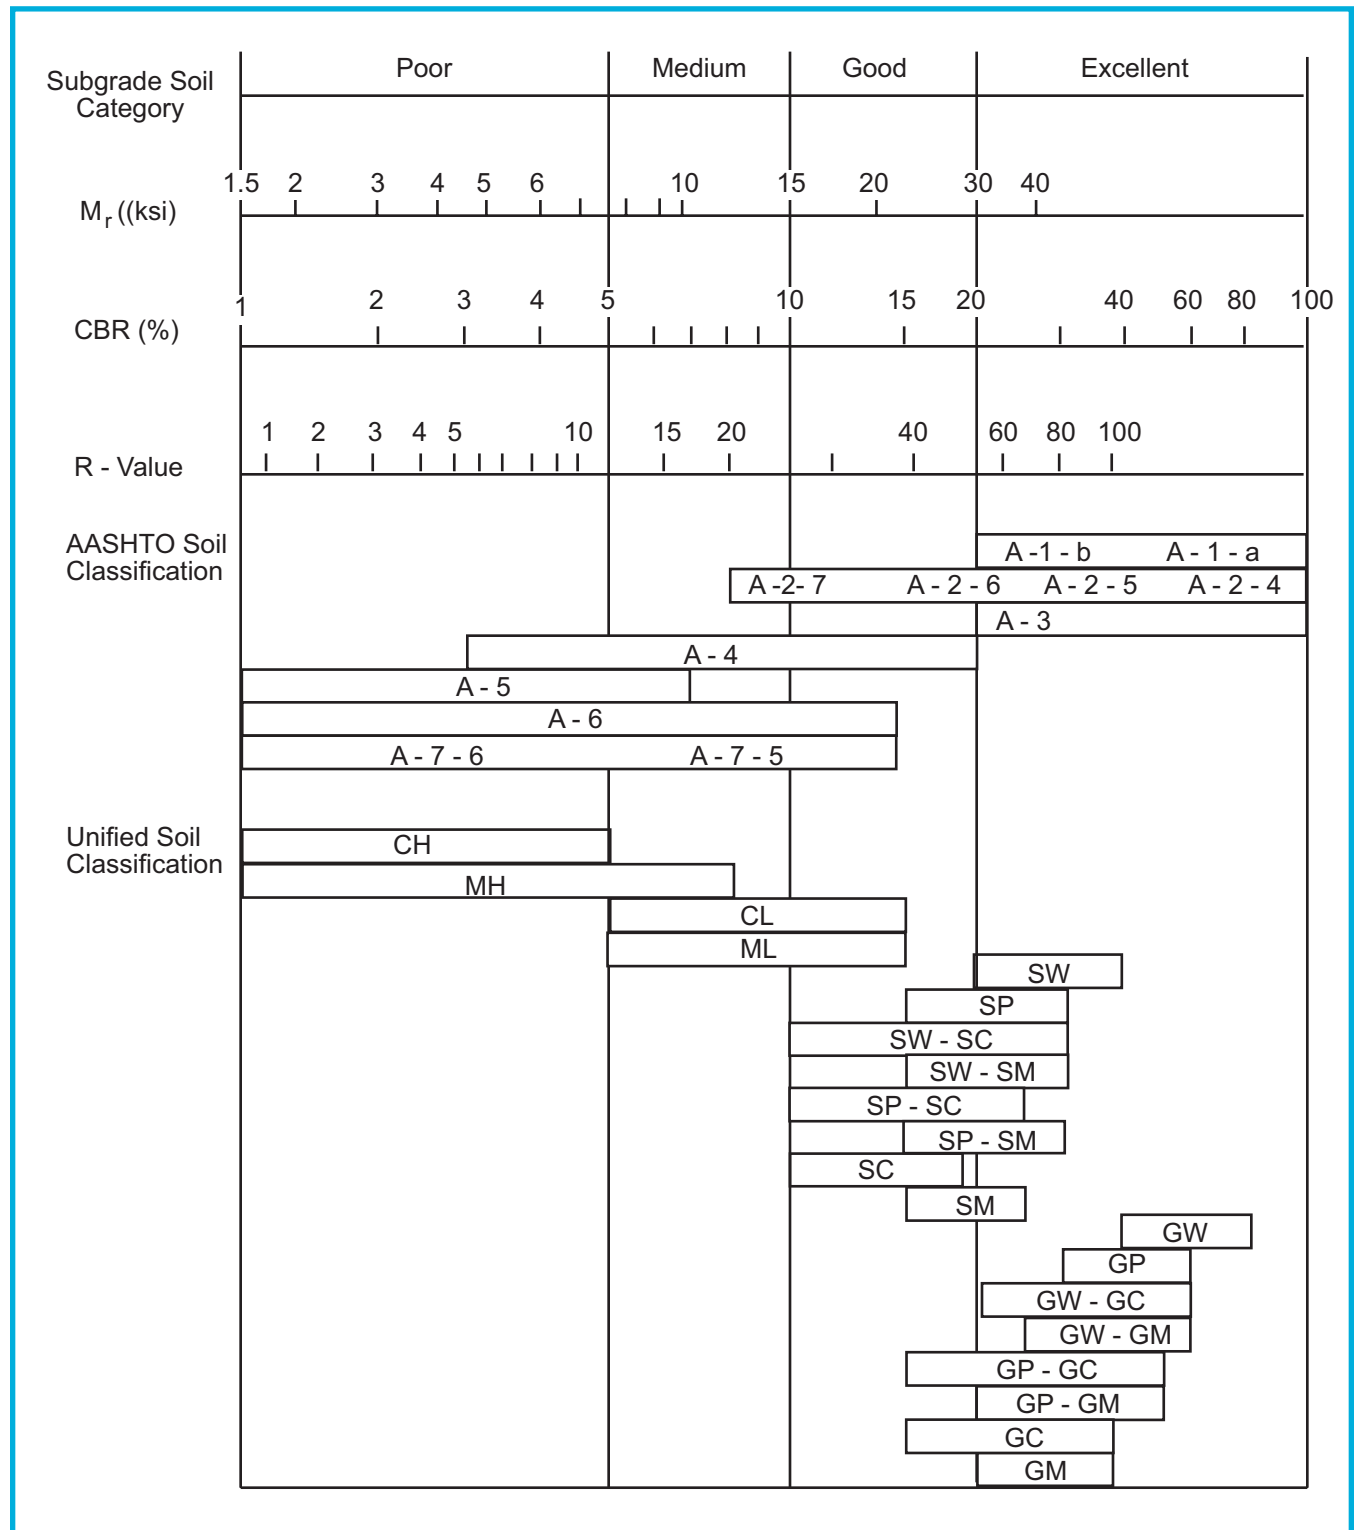 Poor Medium Good Excellent
Subgrade Soil
Category
1.5 2 3 4 5 6 10 15 20 30 40
Mr ((ksi)
1 2 3 4 5 10 15 20 40 60 80 100
CBR (%)
1 2 3 4 5 10 15 20 40 60 80 100
R - Value
AASHTO Soil
Classification
A -1 - b A - 1 - a
A -2- 7 A - 2 - 6 A - 2 - 5 A - 2 - 4
A - 3
A - 4
A - 5
A - 6
A - 7 - 6 A - 7 - 5
Unified Soil
Classification
CH
MH
CL
ML
SW
SP
SW - SC
SW - SM
SP - SC
SP - SM
SC
SM
GW
GP
GW - GC
GW - GM
GP - GC
GP - GM
GC
GM